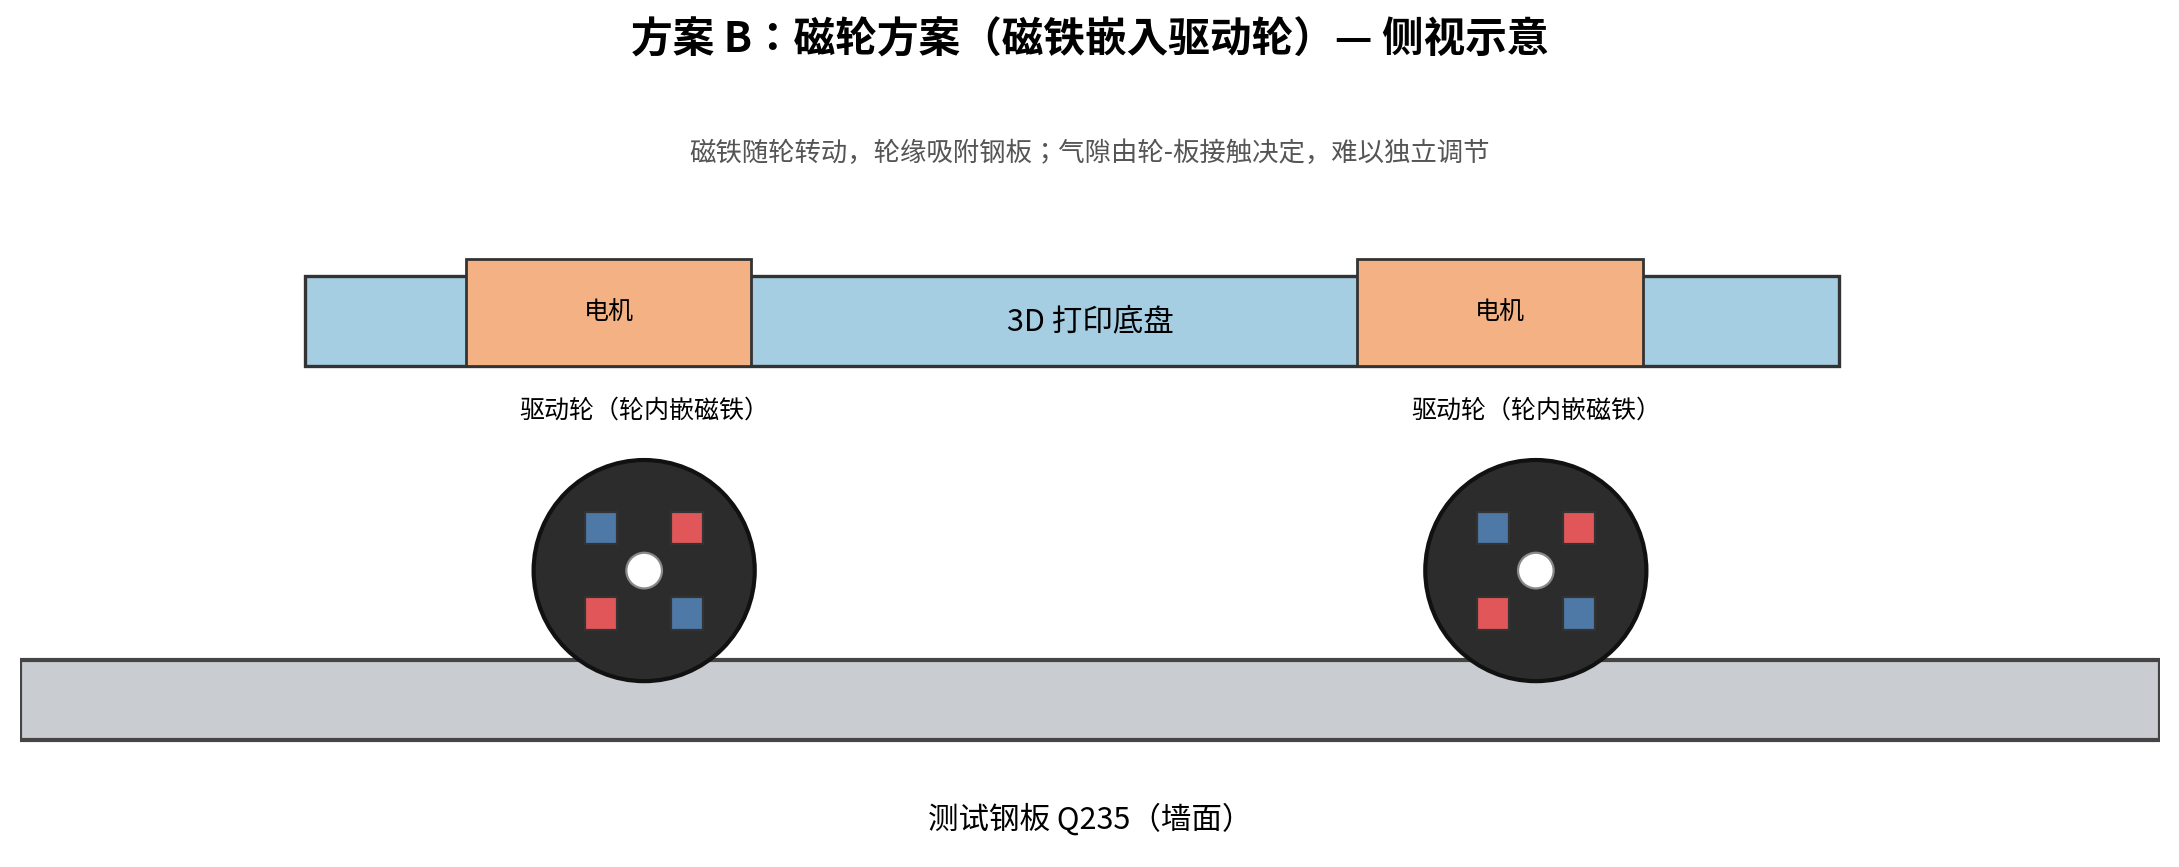 方案 B：磁轮方案（磁铁嵌入驱动轮）— 侧视示意
磁铁随轮转动，轮缘吸附钢板；气隙由轮-板接触决定，难以独立调节
电机
3D 打印底盘
电机
驱动轮（轮内嵌磁铁）
驱动轮（轮内嵌磁铁）
测试钢板 Q235（墙面）